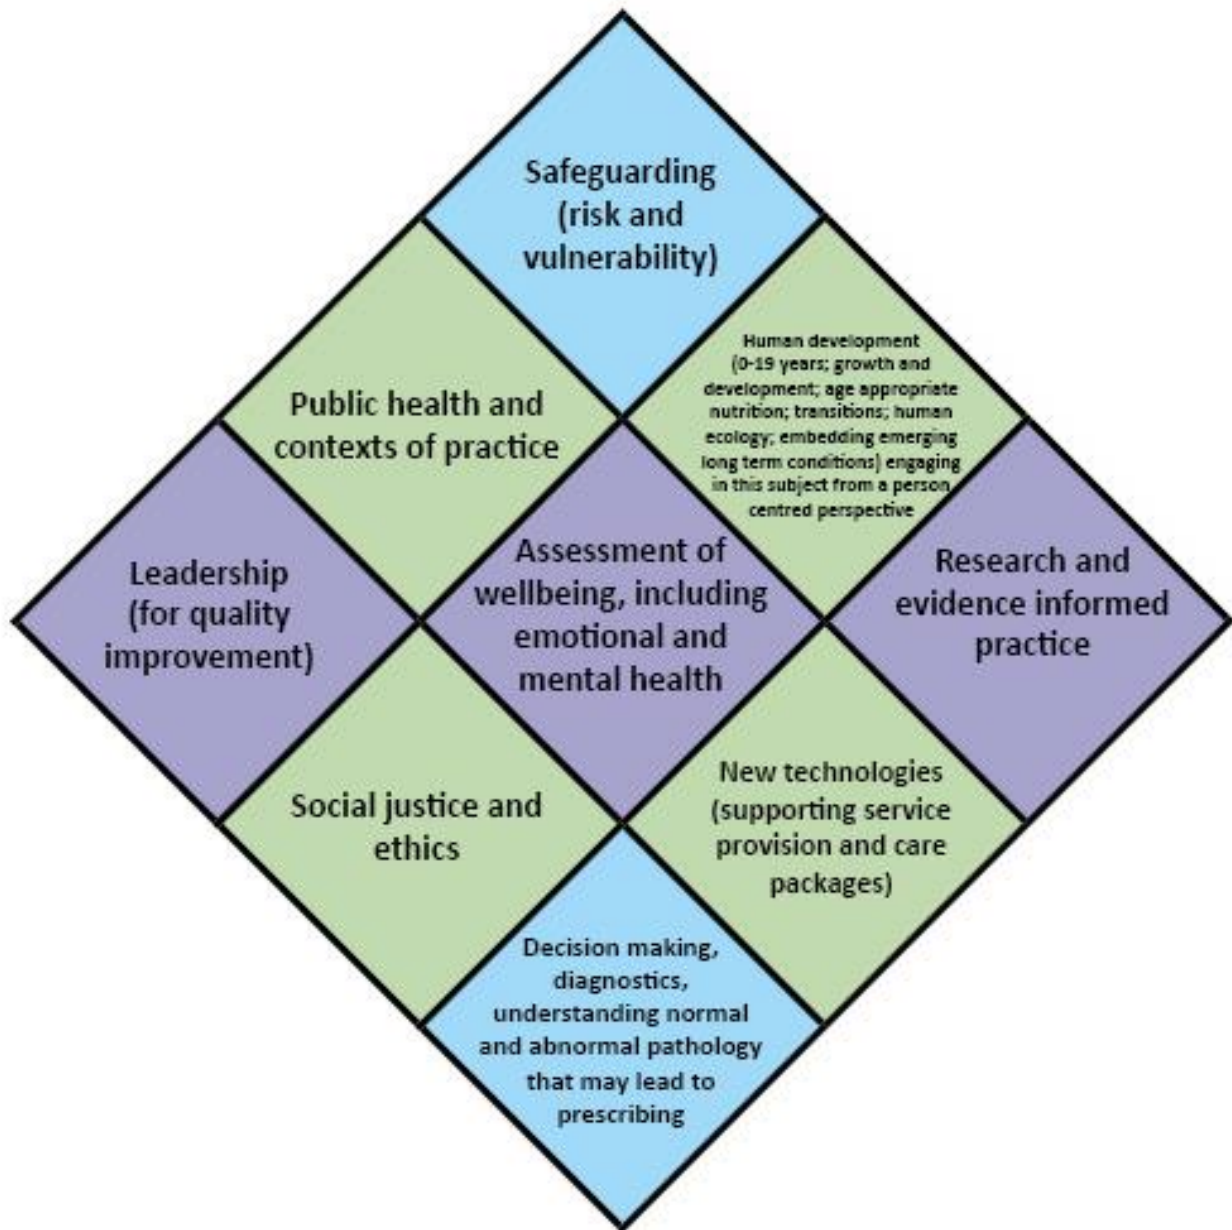 Safeguarding
(risk and
vulnerability)
Public health and
contexts of practice
Human development
(0-19 years; growth and
development; age appropriate
nutrition; transitions; human
ecology; embedding emerging
long term conditions) engaging
in this subject from a person
centred perspective
Leadership
(for quality
improvement)
Assessment of
wellbeing, including
emotional and
mental health
Research and
evidence informed
practice
Social justice and
ethics
New technologies
(supporting service
provision and care
packages)
Decision making,
diagnostics,
understanding normal
and abnormal pathology
that may lead to
prescribing